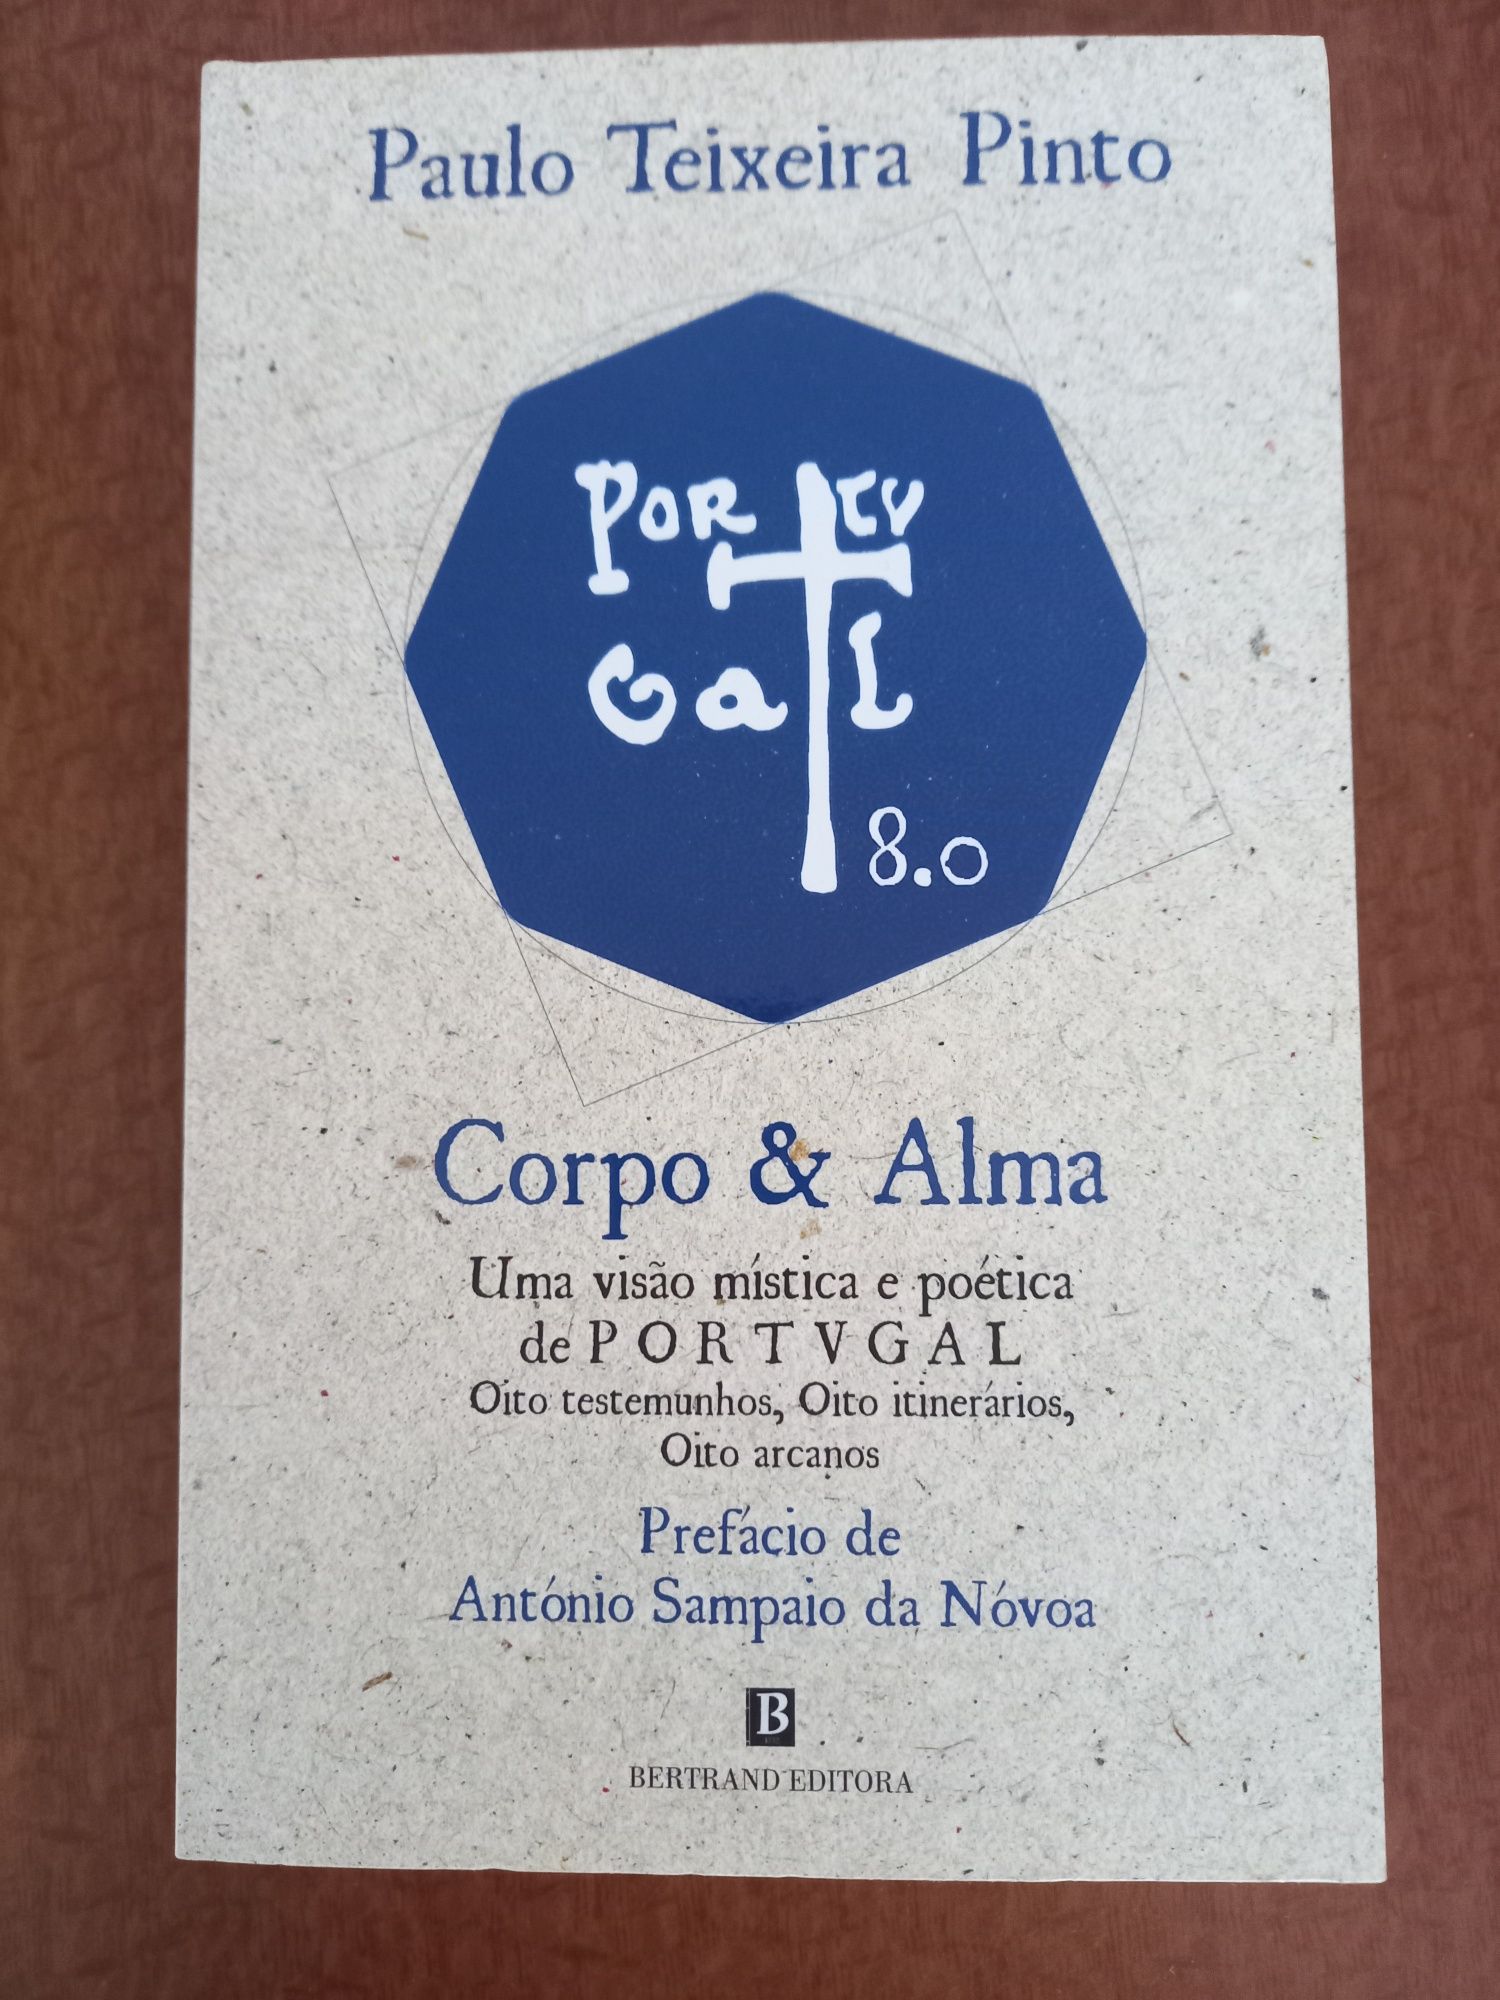 Paulo Teixeira Pinto
POR TU
GaL
8.0
Corpo & Alma
Uma visão mística e poética
de PORTVGAL
Oito testemunhos, Oito itinerários,
Oito arcanos
Prefácio de
António Sampaio da Nóvoa
B
BERTRAND EDITORA